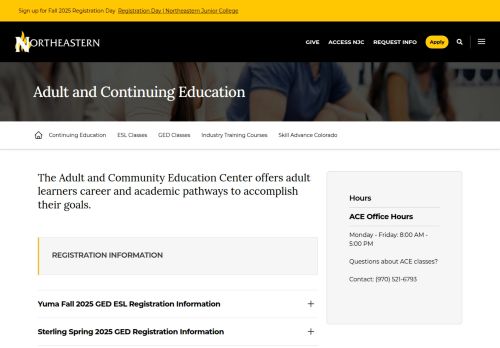 Sign up for Fall 2025 Registration Day Registration Day | Northeastern Junior College
NORTHEASTERN
GIVE ACCESS NJC REQUEST INFO Apply
Adult and Continuing Education
Continuing Education ESL Classes GED Classes Industry Training Courses Skill Advance Colorado
The Adult and Community Education Center offers adult
learners career and academic pathways to accomplish
their goals.
REGISTRATION INFORMATION
Yuma Fall 2025 GED ESL Registration Information
Sterling Spring 2025 GED Registration Information
Hours
ACE Office Hours
Monday - Friday: 8:00 AM -
5:00 PM
Questions about ACE classes?
Contact: (970) 521-6793